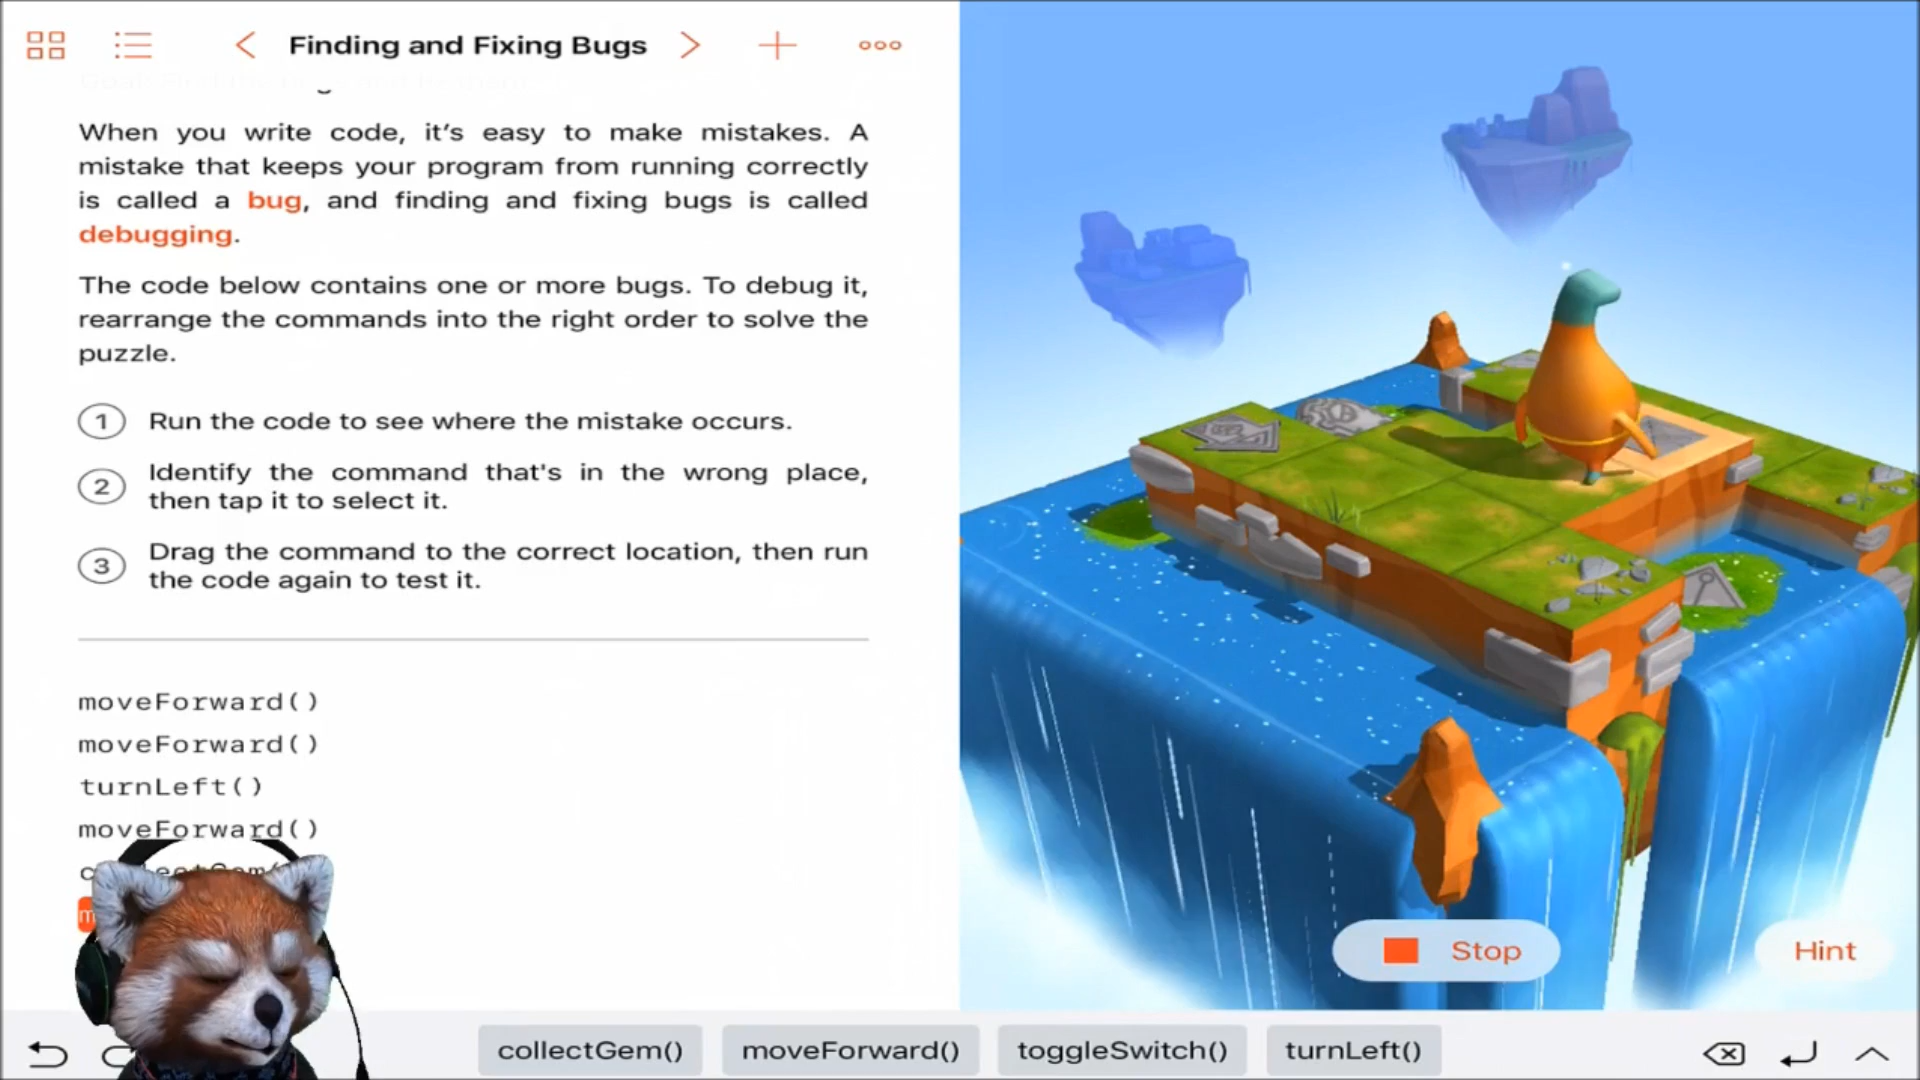 Finding and Fixing Bugs
When you write code, it's easy to make mistakes. A
mistake that keeps your program from running correctly
is called a bug, and finding and fixing bugs is called
debugging.
The code below contains one or more bugs. To debug it,
rearrange the commands into the right order to solve the
puzzle.
1 Run the code to see where the mistake occurs.
2 Identify the command that's in the wrong place,
then tap it to select it.
3 Drag the command to the correct location, then run
the code again to test it.
moveForward()
moveForward()
turnLeft()
moveForward()
Stop
Hint
collectGem() moveForward() toggleSwitch() turnLeft()